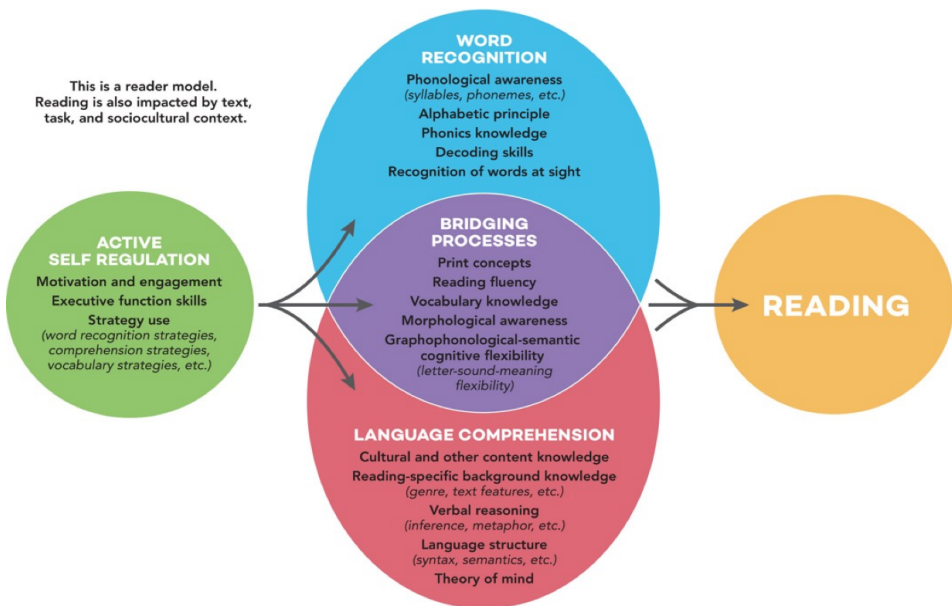 This is a reader model.
Reading is also impacted by text,
task, and sociocultural context.
ACTIVE
SELF REGULATION
Motivation and engagement
Executive function skills
Strategy use
(word recognition strategies,
comprehension strategies,
vocabulary strategies, etc.)
WORD
RECOGNITION
Phonological awareness
(syllables, phonemes, etc.)
Alphabetic principle
Phonics knowledge
Decoding skills
Recognition of words at sight
BRIDGING
PROCESSES
Print concepts
Reading fluency
Vocabulary knowledge
Morphological awareness
Graphophonological-semantic
cognitive flexibility
(letter-sound-meaning
flexibility)
LANGUAGE COMPREHENSION
Cultural and other content knowledge
Reading-specific background knowledge
(genre, text features, etc.)
Verbal reasoning
(inference, metaphor, etc.)
Language structure
(syntax, semantics, etc.)
Theory of mind
READING